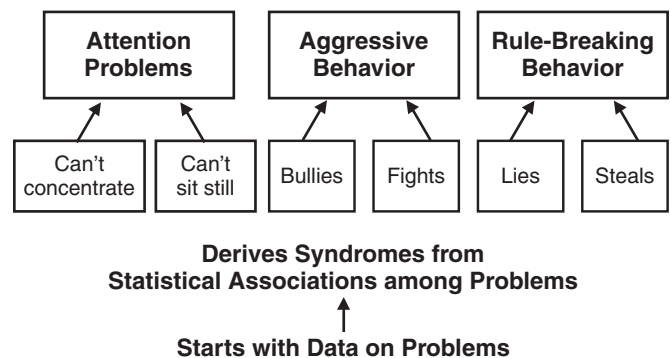 Attention
Problems
Aggressive
Behavior
Rule-Breaking
Behavior
Can't
concentrate
Can't
sit still
Bullies
Fights
Lies
Steals
Derives Syndromes from
Statistical Associations among Problems
Starts with Data on Problems